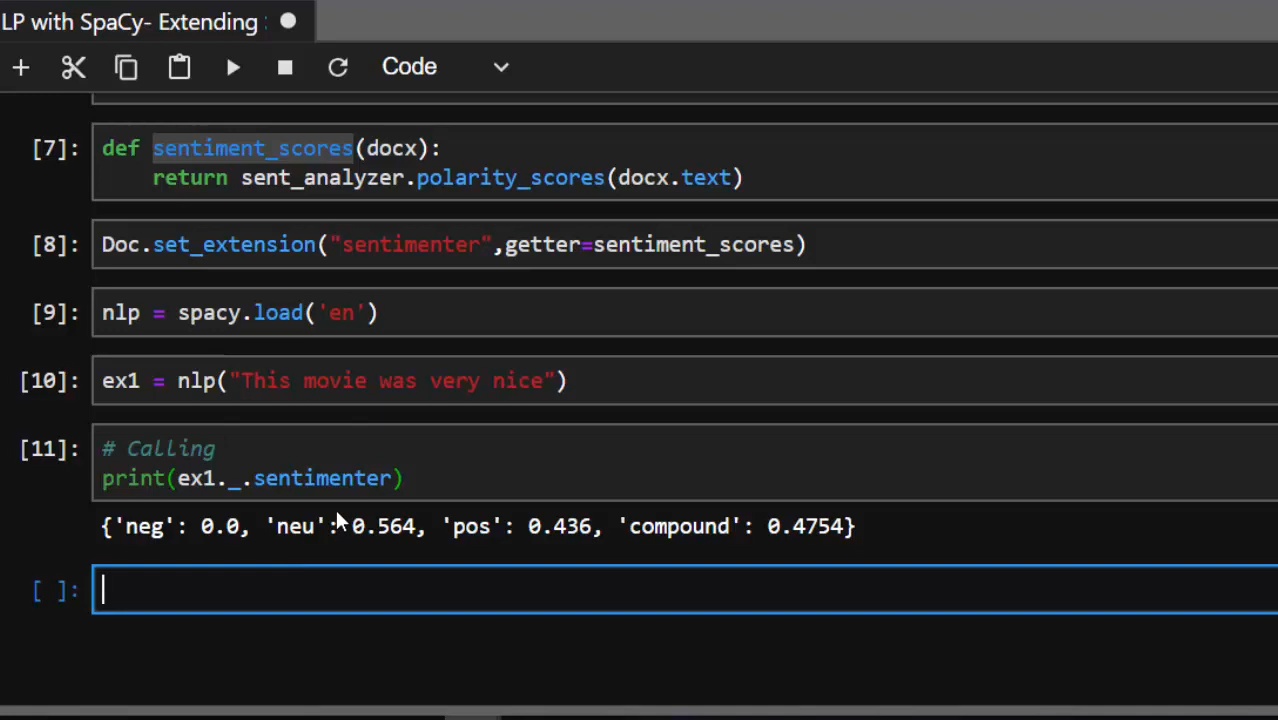 LP with SpaCy- Extending
Code
[7]: def sentiment_scores(docx):
return sent_analyzer.polarity_scores(docx.text)
[8]: Doc.set_extension("sentimenter",getter=sentiment_scores)
[9]: nlp = spacy.load('en')
[10]: ex1 = nlp("This movie was very nice")
[11]: # Calling
print(ex1._.sentimenter)
{'neg': 0.0, 'neu': 0.564, 'pos': 0.436, 'compound': 0.4754}
[ ]: